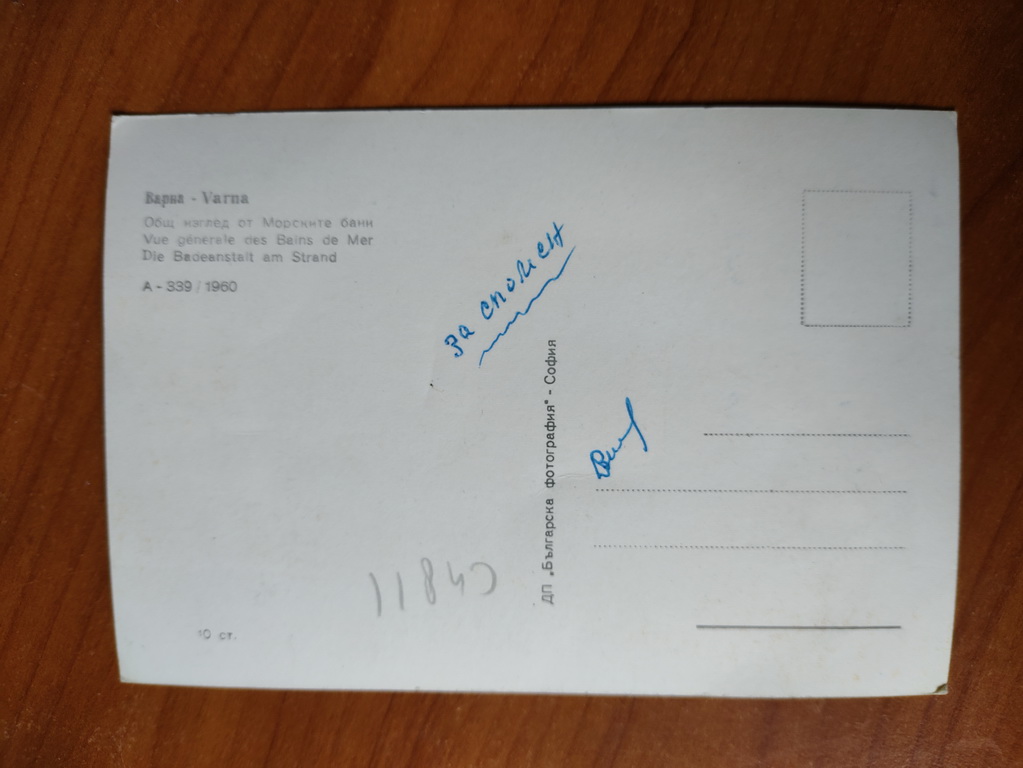 Варна - Varna
Общ изглед от Морските бани
Vue générale des Bains de Mer
Die Badeanstalt am Strand
А - 339 / 1960
За спомен
ДП „Българска фотография" - София
C4811
10 ст.